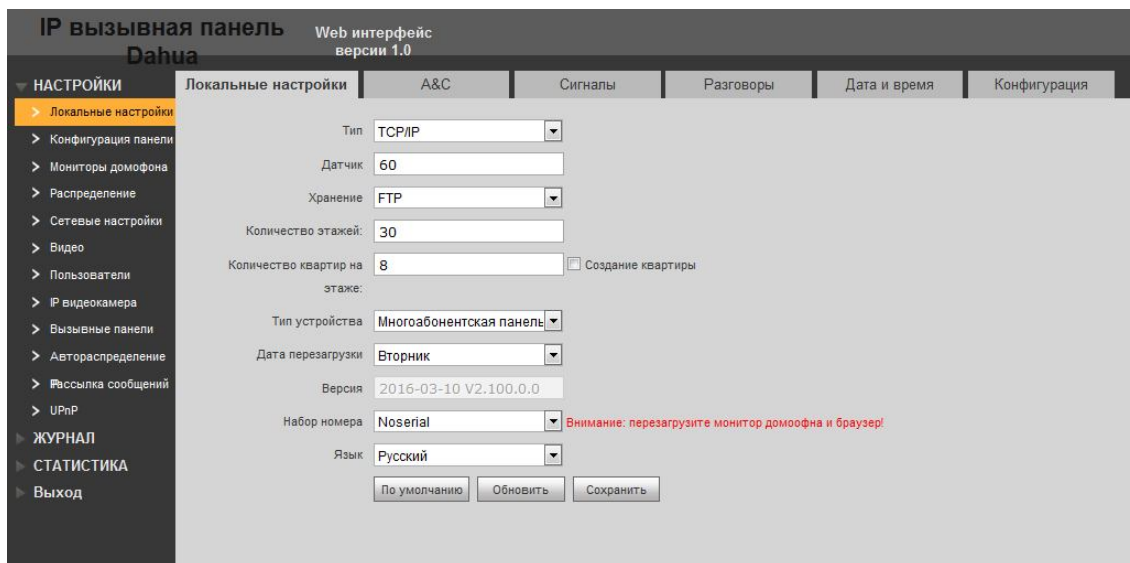 IP вызывная панель
Dahua
Web интерфейс
версии 1.0
НАСТРОЙКИ
Локальные настройки
Конфигурация панели
Мониторы домофона
Распределение
Сетевые настройки
Видео
Пользователи
IP видеокамера
Вызывные панели
Автораспределение
Рассылка сообщений
UPnP
ЖУРНАЛ
СТАТИСТИКА
Выход
Локальные настройки
A&C
Сигналы
Разговоры
Дата и время
Конфигурация
Тип TCP/IP
Датчик 60
Хранение FTP
Количество этажей: 30
Количество квартир на 8 Создание квартиры
этаже:
Тип устройства Многоабонентская панель
Дата перезагрузки Вторник
Версия 2016-03-10 V2.100.0.0
Набор номера Noserial Внимание: перезагрузите монитор домоофна и браузер!
Язык Русский
По умолчанию Обновить Сохранить